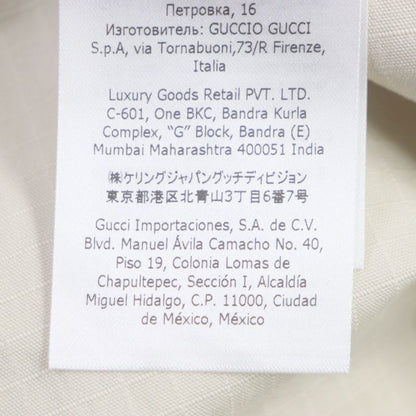 Петровка, 16
Изготовитель: GUCCIO GUCCI
S.p.A, via Tornabuoni,73/R Firenze,
Italia
Luxury Goods Retail PVT. LTD.
C-601, One BKC, Bandra Kurla
Complex, “G” Block, Bandra (E)
Mumbai Maharashtra 400051 India
㈱ケリングジャパングッチディビジョン
東京都港区北青山3丁目6番7号
Gucci Importaciones, S.A. de C.V.
Blvd. Manuel Ávila Camacho No. 40,
Piso 19, Colonia Lomas de
Chapultepec, Sección I, Alcaldía
Miguel Hidalgo, C.P. 11000, Ciudad
de México, México